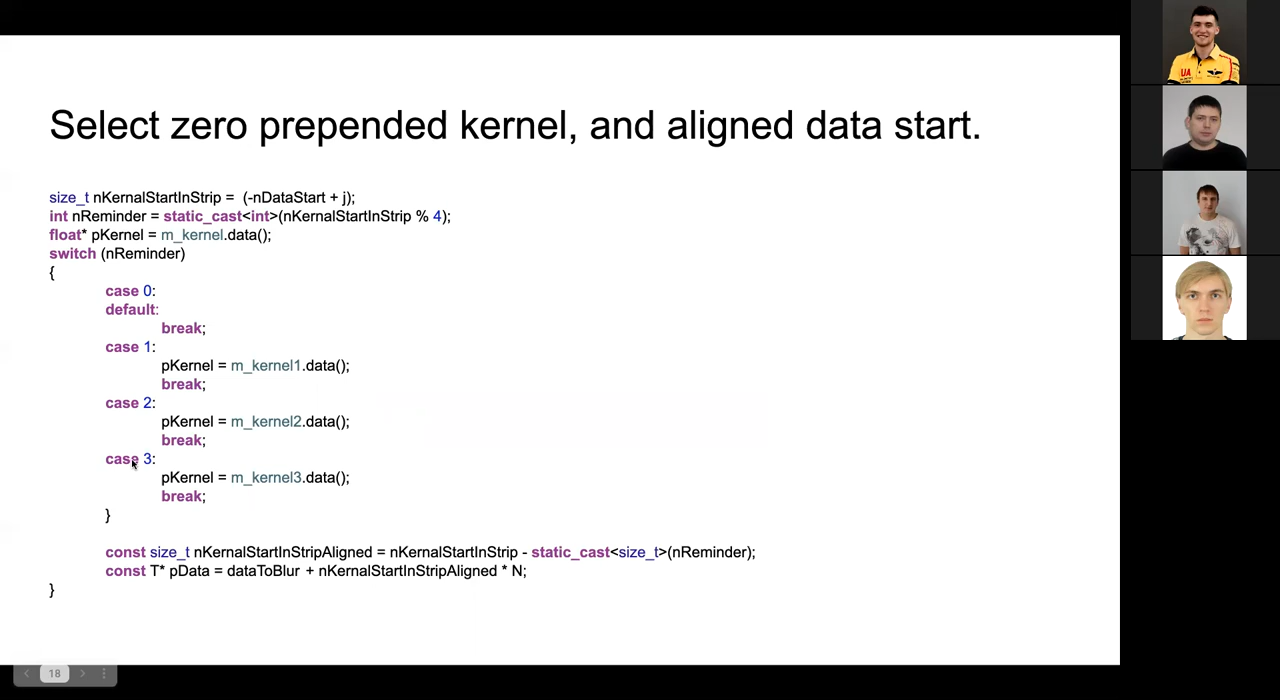 Select zero prepended kernel, and aligned data start.
size_t nKernalStartInStrip = (-nDataStart + j);
int nReminder = static_cast<int>(nKernalStartInStrip % 4);
float* pKernel = m_kernel.data();
switch (nReminder)
{
case 0:
default:
break;
case 1:
pKernel = m_kernel1.data();
break;
case 2:
pKernel = m_kernel2.data();
break;
case 3:
pKernel = m_kernel3.data();
break;
}
const size_t nKernalStartInStripAligned = nKernalStartInStrip - static_cast<size_t>(nReminder);
const T* pData = dataToBlur + nKernalStartInStripAligned * N;
}
18
UA